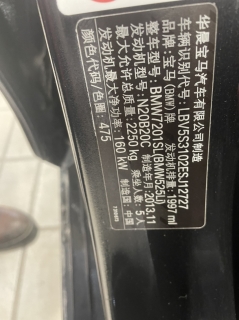 华晨宝马汽车有限公司制造
车辆识别代号：LBV5S3102ESJ12727
品牌：宝马（BMW）牌 发动机排量：1997ml
整车型号：BMW7201SL(BMW525Li)
发动机型号：N20B20C 制造年月：2013.11
最大允许总质量：2250 kg 乘坐人数：5人
发动机最大净功率：160 kW 制造国：中国
颜色代码/色圈：475